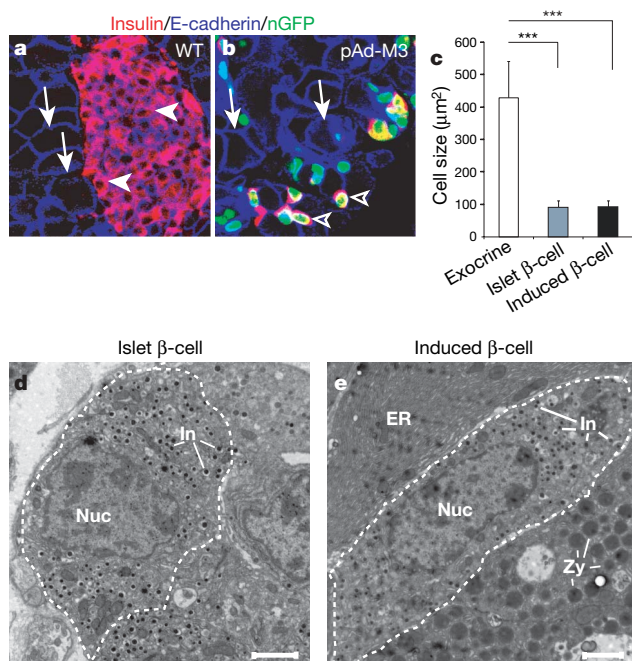 Insulin/E-cadherin/nGFP
a
WT
b
pAd-M3
c
***
***
Cell size (µm²)
600
500
400
300
200
100
0
Exocrine
Islet β-cell
Induced β-cell
Islet β-cell
Induced β-cell
d
In
Nuc
e
ER
In
Nuc
Zy